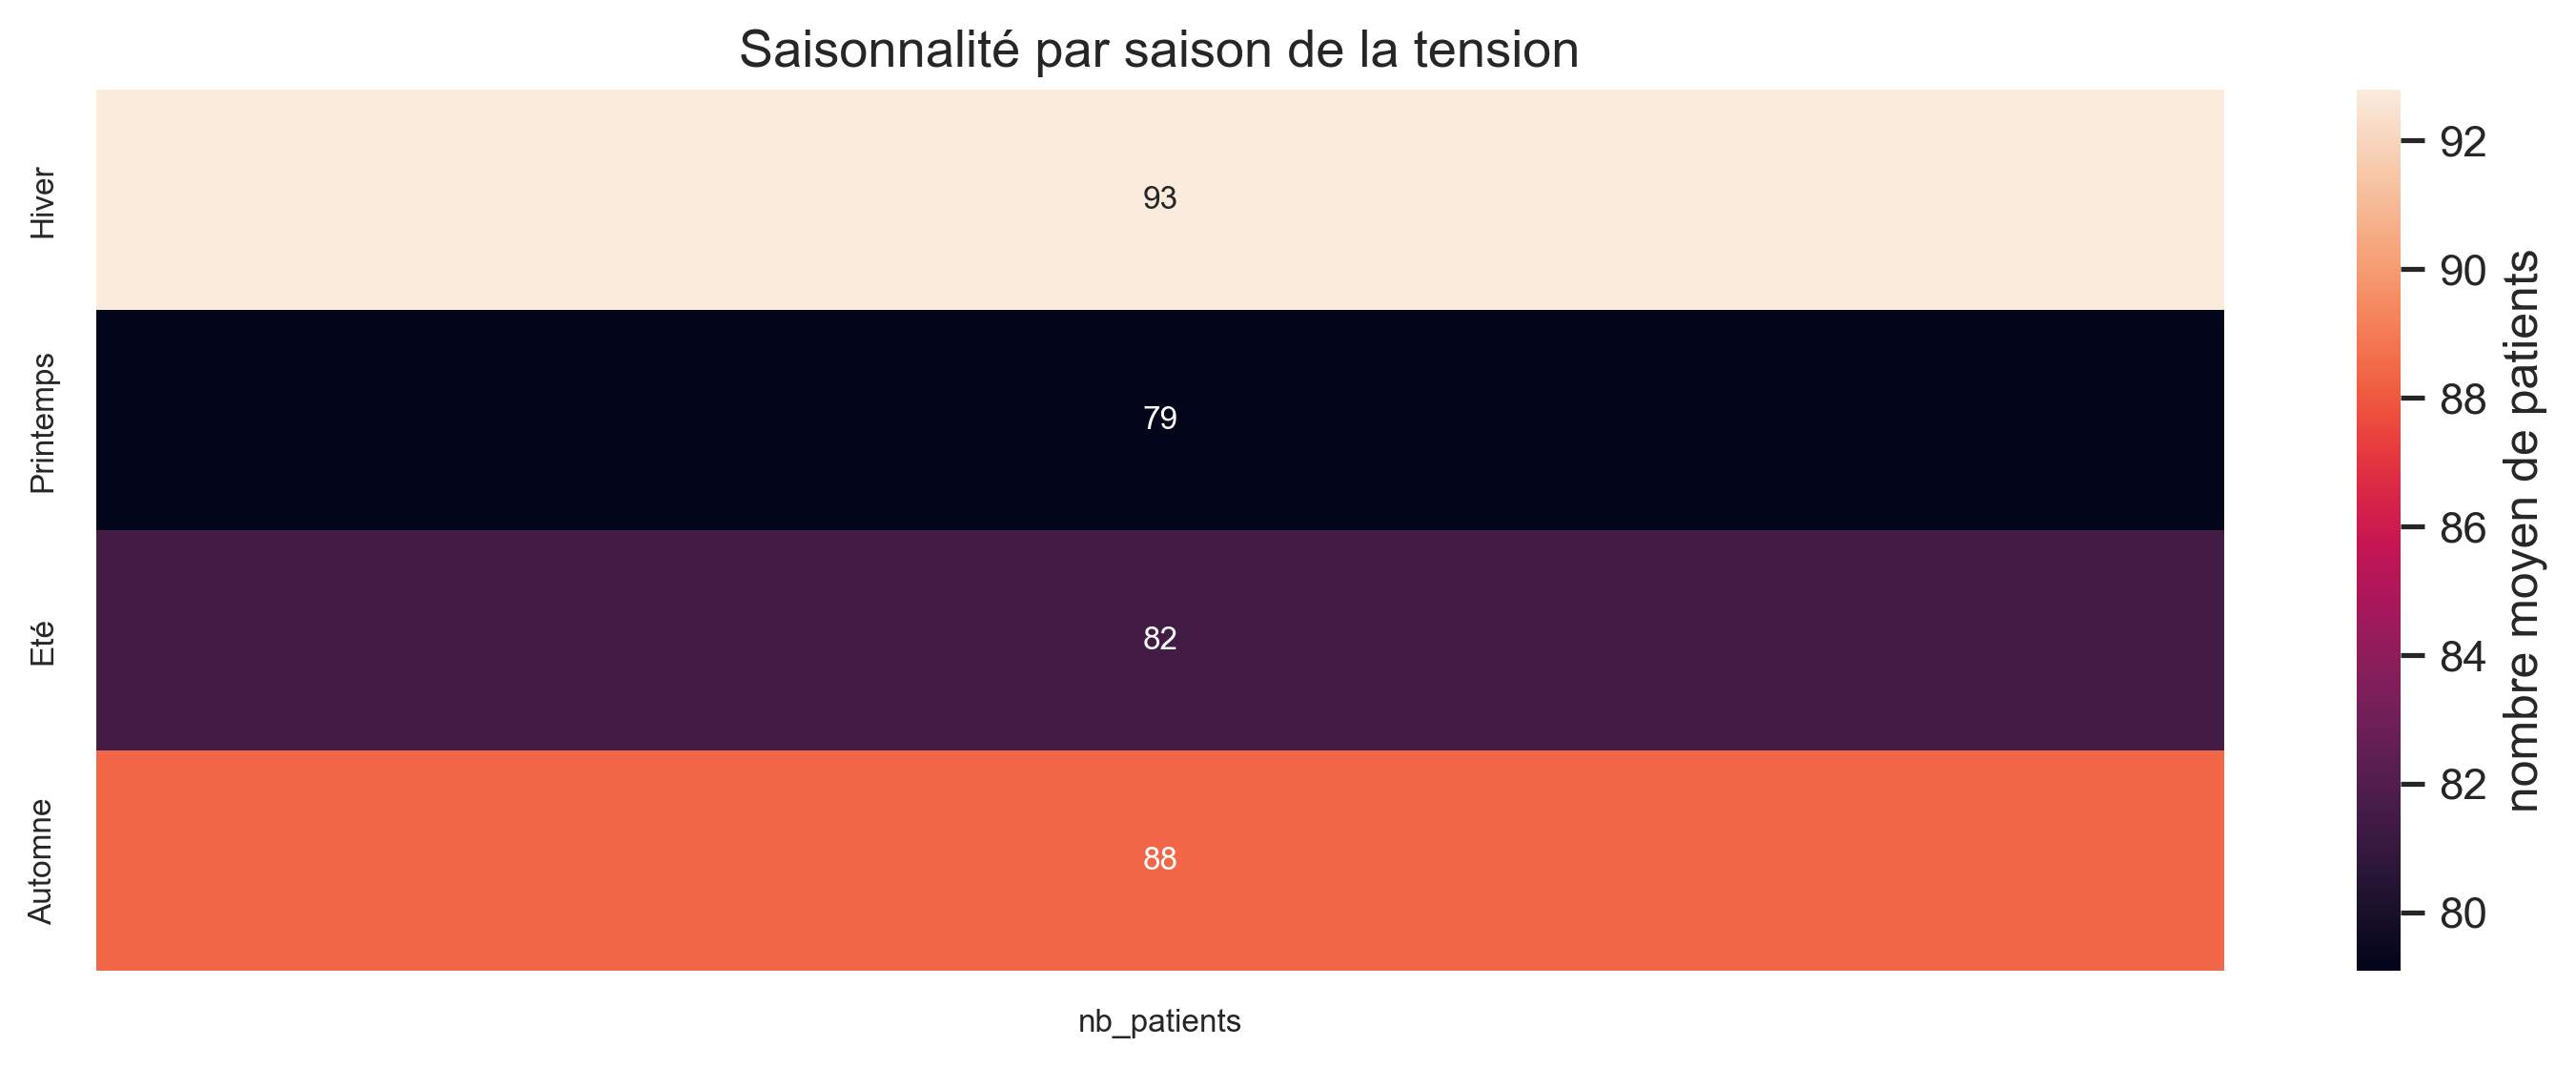 Saisonnalité par saison de la tension
Hiver
93
Printemps
79
Eté
82
Automne
88
nb_patients
92
90
88
86
84
82
80
nombre moyen de patients